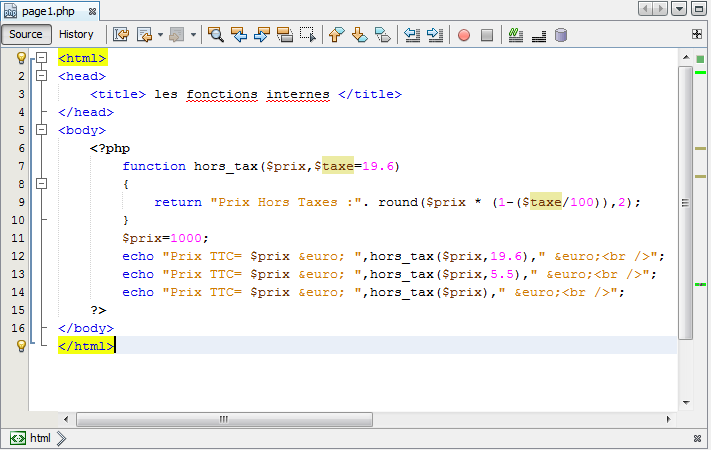 page1.php
Source History
<html>
2 <head>
3 <title> les fonctions internes </title>
4 </head>
5 <body>
6 <?php
7 function hors_tax($prix,$taxe=19.6)
8 {
9 return "Prix Hors Taxes :". round($prix * (1-($taxe/100)),2);
10 }
11 $prix=1000;
12 echo "Prix TTC= $prix &euro; ",hors_tax($prix,19.6)," &euro;<br />";
13 echo "Prix TTC= $prix &euro; ",hors_tax($prix,5.5)," &euro;<br />";
14 echo "Prix TTC= $prix &euro; ",hors_tax($prix)," &euro;<br />";
15 ?>
16 </body>
</html>
html